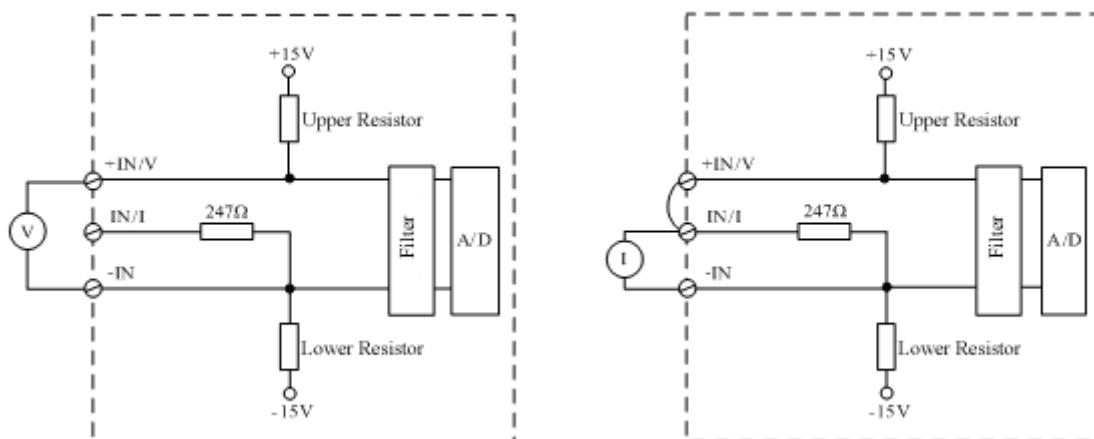 +15V
Upper Resistor
+IN/V
IN/I
247Ω
V
-IN
Filter
A/D
Lower Resistor
-15V
+15V
Upper Resistor
+IN/V
IN/I
247Ω
I
-IN
Filter
A/D
Lower Resistor
-15V